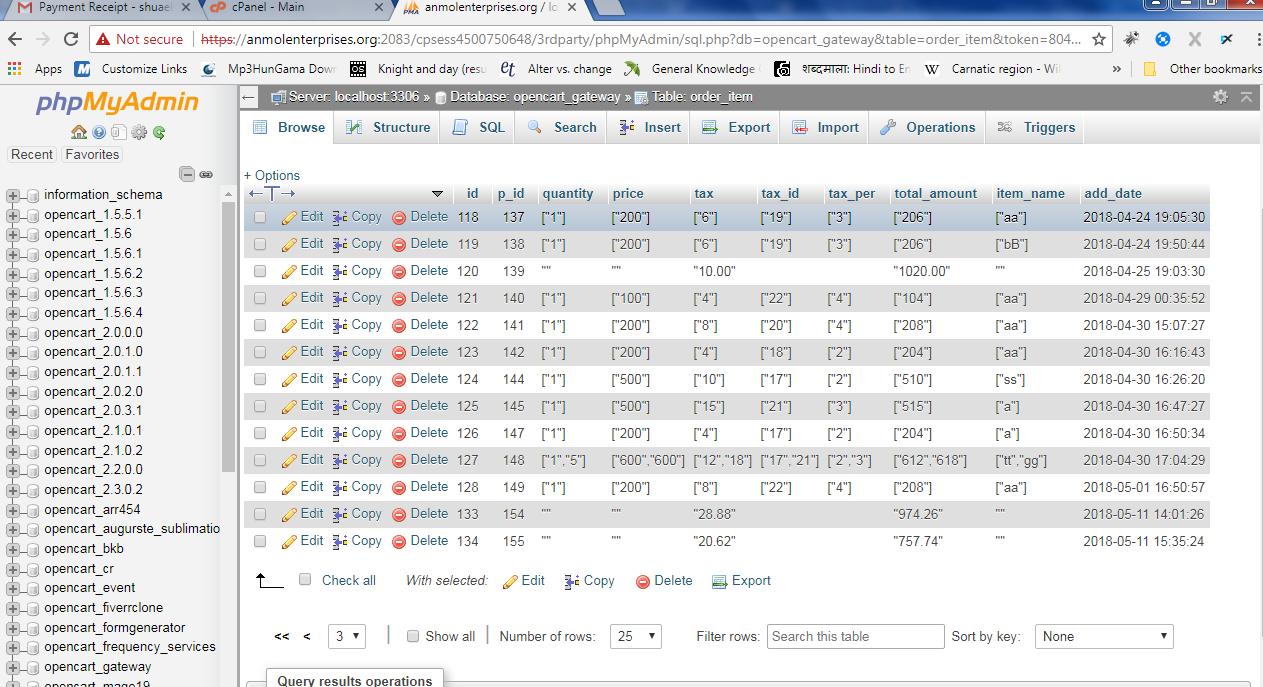 Payment Receipt - shuael
cPanel - Main
anmolenterprises.org / lo
Not secure | https://anmolenterprises.org:2083/cpsess4500750648/3rdparty/phpMyAdmin/sql.php?db=opencart_gateway&table=order_item&token=804...
Apps Customize Links Mp3HunGama Down Knight and day (resu Alter vs. change General Knowledge शब्दमाला: Hindi to En Carnatic region - Wik » Other bookmarks
phpMyAdmin
Recent Favorites
information_schema
opencart_1.5.5.1
opencart_1.5.6
opencart_1.5.6.1
opencart_1.5.6.2
opencart_1.5.6.3
opencart_1.5.6.4
opencart_2.0.0.0
opencart_2.0.1.0
opencart_2.0.1.1
opencart_2.0.2.0
opencart_2.0.3.1
opencart_2.1.0.1
opencart_2.1.0.2
opencart_2.2.0.0
opencart_2.3.0.2
opencart_arr454
opencart_augurste_sublimatio
opencart_bkb
opencart_cr
opencart_event
opencart_fiverrclone
opencart_formgenerator
opencart_frequency_services
opencart_gateway
opencart_mage19
Server: localhost:3306 » Database: opencart_gateway » Table: order_item
Browse Structure SQL Search Insert Export Import Operations Triggers
+ Options
id p_id quantity price tax tax_id tax_per total_amount item_name add_date
Edit Copy Delete 118 137 ["1"] ["200"] ["6"] ["19"] ["3"] ["206"] ["aa"] 2018-04-24 19:05:30
Edit Copy Delete 119 138 ["1"] ["200"] ["6"] ["19"] ["3"] ["206"] ["bB"] 2018-04-24 19:50:44
Edit Copy Delete 120 139 "" "" "10.00" "1020.00" "" 2018-04-25 19:03:30
Edit Copy Delete 121 140 ["1"] ["100"] ["4"] ["22"] ["4"] ["104"] ["aa"] 2018-04-29 00:35:52
Edit Copy Delete 122 141 ["1"] ["200"] ["8"] ["20"] ["4"] ["208"] ["aa"] 2018-04-30 15:07:27
Edit Copy Delete 123 142 ["1"] ["200"] ["4"] ["18"] ["2"] ["204"] ["aa"] 2018-04-30 16:16:43
Edit Copy Delete 124 144 ["1"] ["500"] ["10"] ["17"] ["2"] ["510"] ["ss"] 2018-04-30 16:26:20
Edit Copy Delete 125 145 ["1"] ["500"] ["15"] ["21"] ["3"] ["515"] ["a"] 2018-04-30 16:47:27
Edit Copy Delete 126 147 ["1"] ["200"] ["4"] ["17"] ["2"] ["204"] ["a"] 2018-04-30 16:50:34
Edit Copy Delete 127 148 ["1","5"] ["600","600"] ["12","18"] ["17","21"] ["2","3"] ["612","618"] ["tt","gg"] 2018-04-30 17:04:29
Edit Copy Delete 128 149 ["1"] ["200"] ["8"] ["22"] ["4"] ["208"] ["aa"] 2018-05-01 16:50:57
Edit Copy Delete 133 154 "" "" "28.88" "974.26" "" 2018-05-11 14:01:26
Edit Copy Delete 134 155 "" "" "20.62" "757.74" "" 2018-05-11 15:35:24
Check all With selected: Edit Copy Delete Export
<< < 3 | Show all | Number of rows: 25 Filter rows: Search this table Sort by key: None
Query results operations